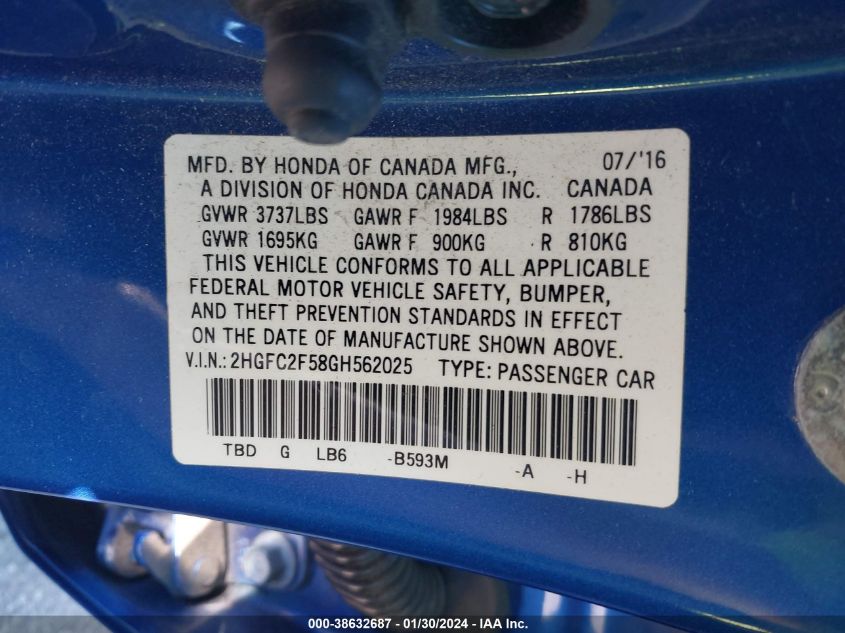 MFD. BY HONDA OF CANADA MFG., 07/'16
A DIVISION OF HONDA CANADA INC. CANADA
GVWR 3737LBS GAWR F 1984LBS R 1786LBS
GVWR 1695KG GAWR F 900KG R 810KG
THIS VEHICLE CONFORMS TO ALL APPLICABLE
FEDERAL MOTOR VEHICLE SAFETY, BUMPER,
AND THEFT PREVENTION STANDARDS IN EFFECT
ON THE DATE OF MANUFACTURE SHOWN ABOVE.
V.I.N.: 2HGFC2F58GH562025 TYPE: PASSENGER CAR
TBD G LB6 -B593M -A -H
000-38632687 - 01/30/2024 - IAA Inc.